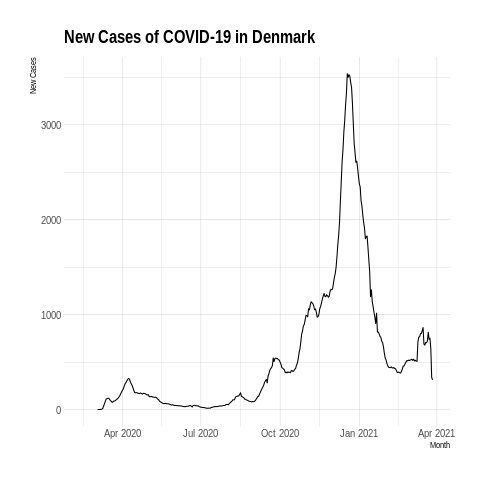 New Cases of COVID-19 in Denmark
New Cases
3000
2000
1000
0
Apr 2020
Jul 2020
Oct 2020
Jan 2021
Apr 2021
Month